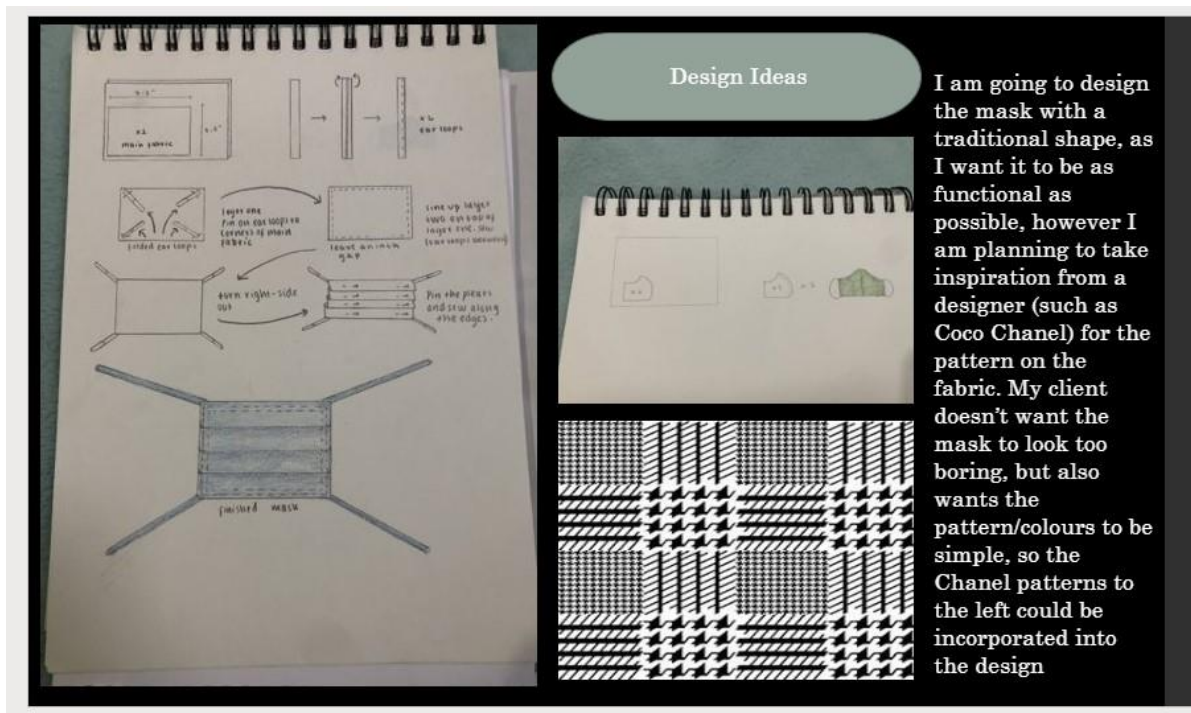 x2
main fabric
x4
ear loops
folded ear loops
layer one
Pin on ear loops to
corners of main
fabric
leave an inch
gap
line up layer
two on top of
layer one. sew
turn right-side
out
Pin the pleats
and sew along
the edges.
finished mask
Design Ideas
I am going to design
the mask with a
traditional shape, as
I want it to be as
functional as
possible, however I
am planning to take
inspiration from a
designer (such as
Coco Chanel) for the
pattern on the
fabric. My client
doesn’t want the
mask to look too
boring, but also
wants the
pattern/colours to be
simple, so the
Chanel patterns to
the left could be
incorporated into
the design